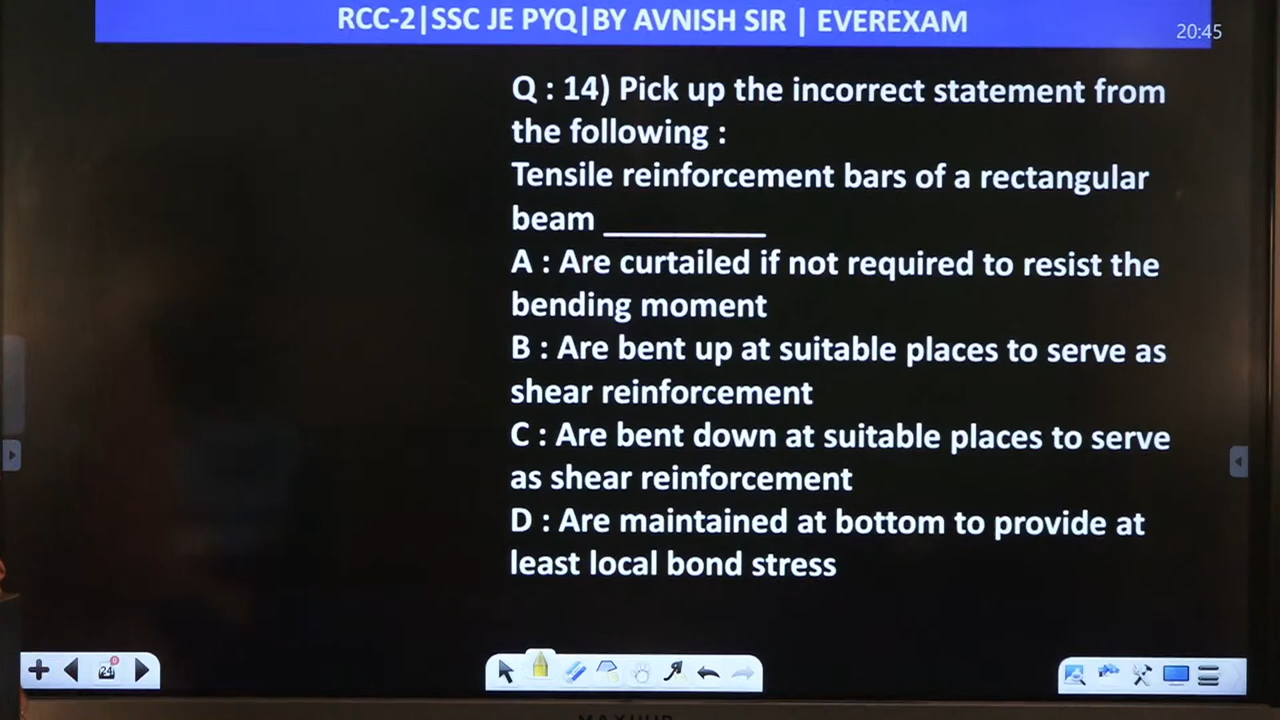 RCC-2|SSC JE PYQ|BY AVNISH SIR | EVEREXAM
20:45
Q : 14) Pick up the incorrect statement from
the following :
Tensile reinforcement bars of a rectangular
beam __________
A : Are curtailed if not required to resist the
bending moment
B : Are bent up at suitable places to serve as
shear reinforcement
C : Are bent down at suitable places to serve
as shear reinforcement
D : Are maintained at bottom to provide at
least local bond stress
24